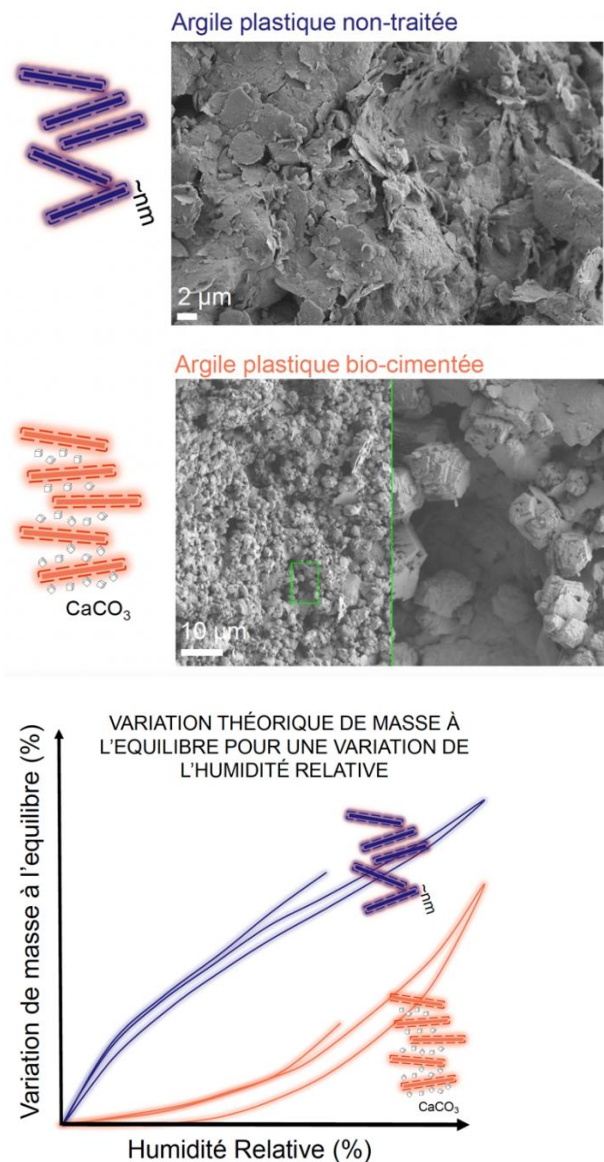 Argile plastique non-traitée
~nm
2 µm
Argile plastique bio-cimentée
CaCO₃
10 µm
VARIATION THÉORIQUE DE MASSE À
L'EQUILIBRE POUR UNE VARIATION DE
L'HUMIDITÉ RELATIVE
Variation de masse à l'equilibre (%)
~nm
CaCO₃
Humidité Relative (%)